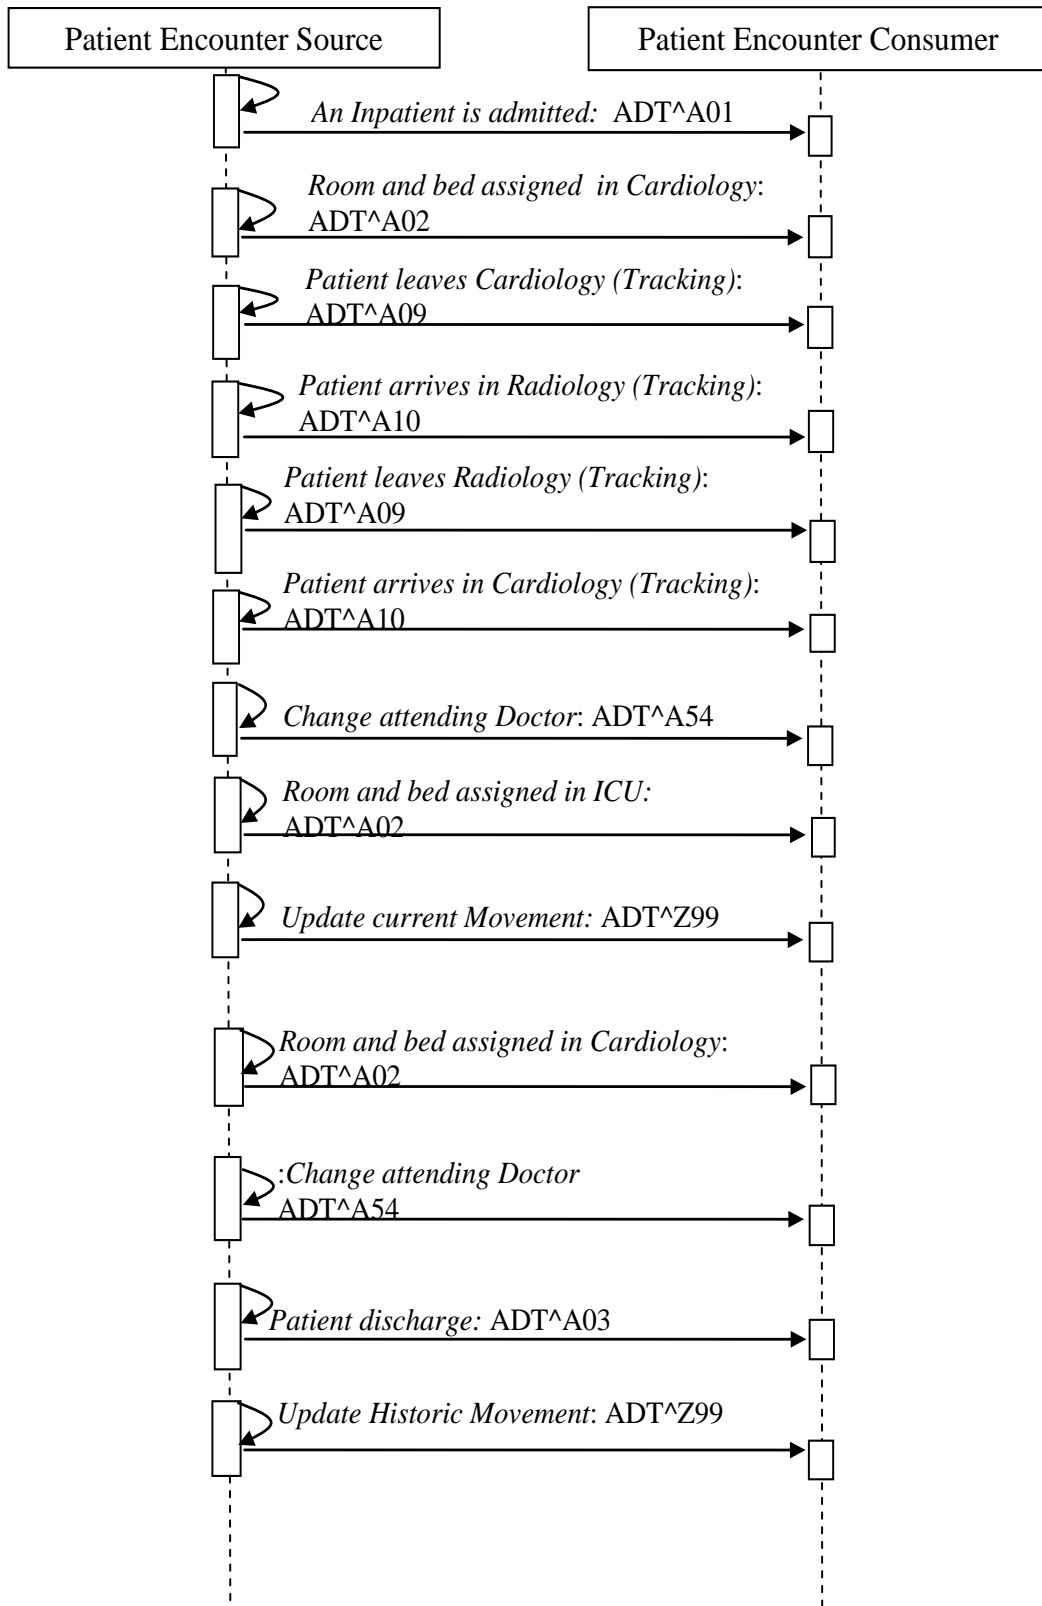 Patient Encounter Source
Patient Encounter Consumer
An Inpatient is admitted:  ADT^A01
Room and bed assigned  in Cardiology:
ADT^A02
Patient leaves Cardiology (Tracking):
ADT^A09
Patient arrives in Radiology (Tracking):
ADT^A10
Patient leaves Radiology (Tracking):
ADT^A09
Patient arrives in Cardiology (Tracking):
ADT^A10
Change attending Doctor: ADT^A54
Room and bed assigned in ICU:
ADT^A02
Update current Movement: ADT^Z99
Room and bed assigned in Cardiology:
ADT^A02
:Change attending Doctor
ADT^A54
Patient discharge: ADT^A03
Update Historic Movement: ADT^Z99